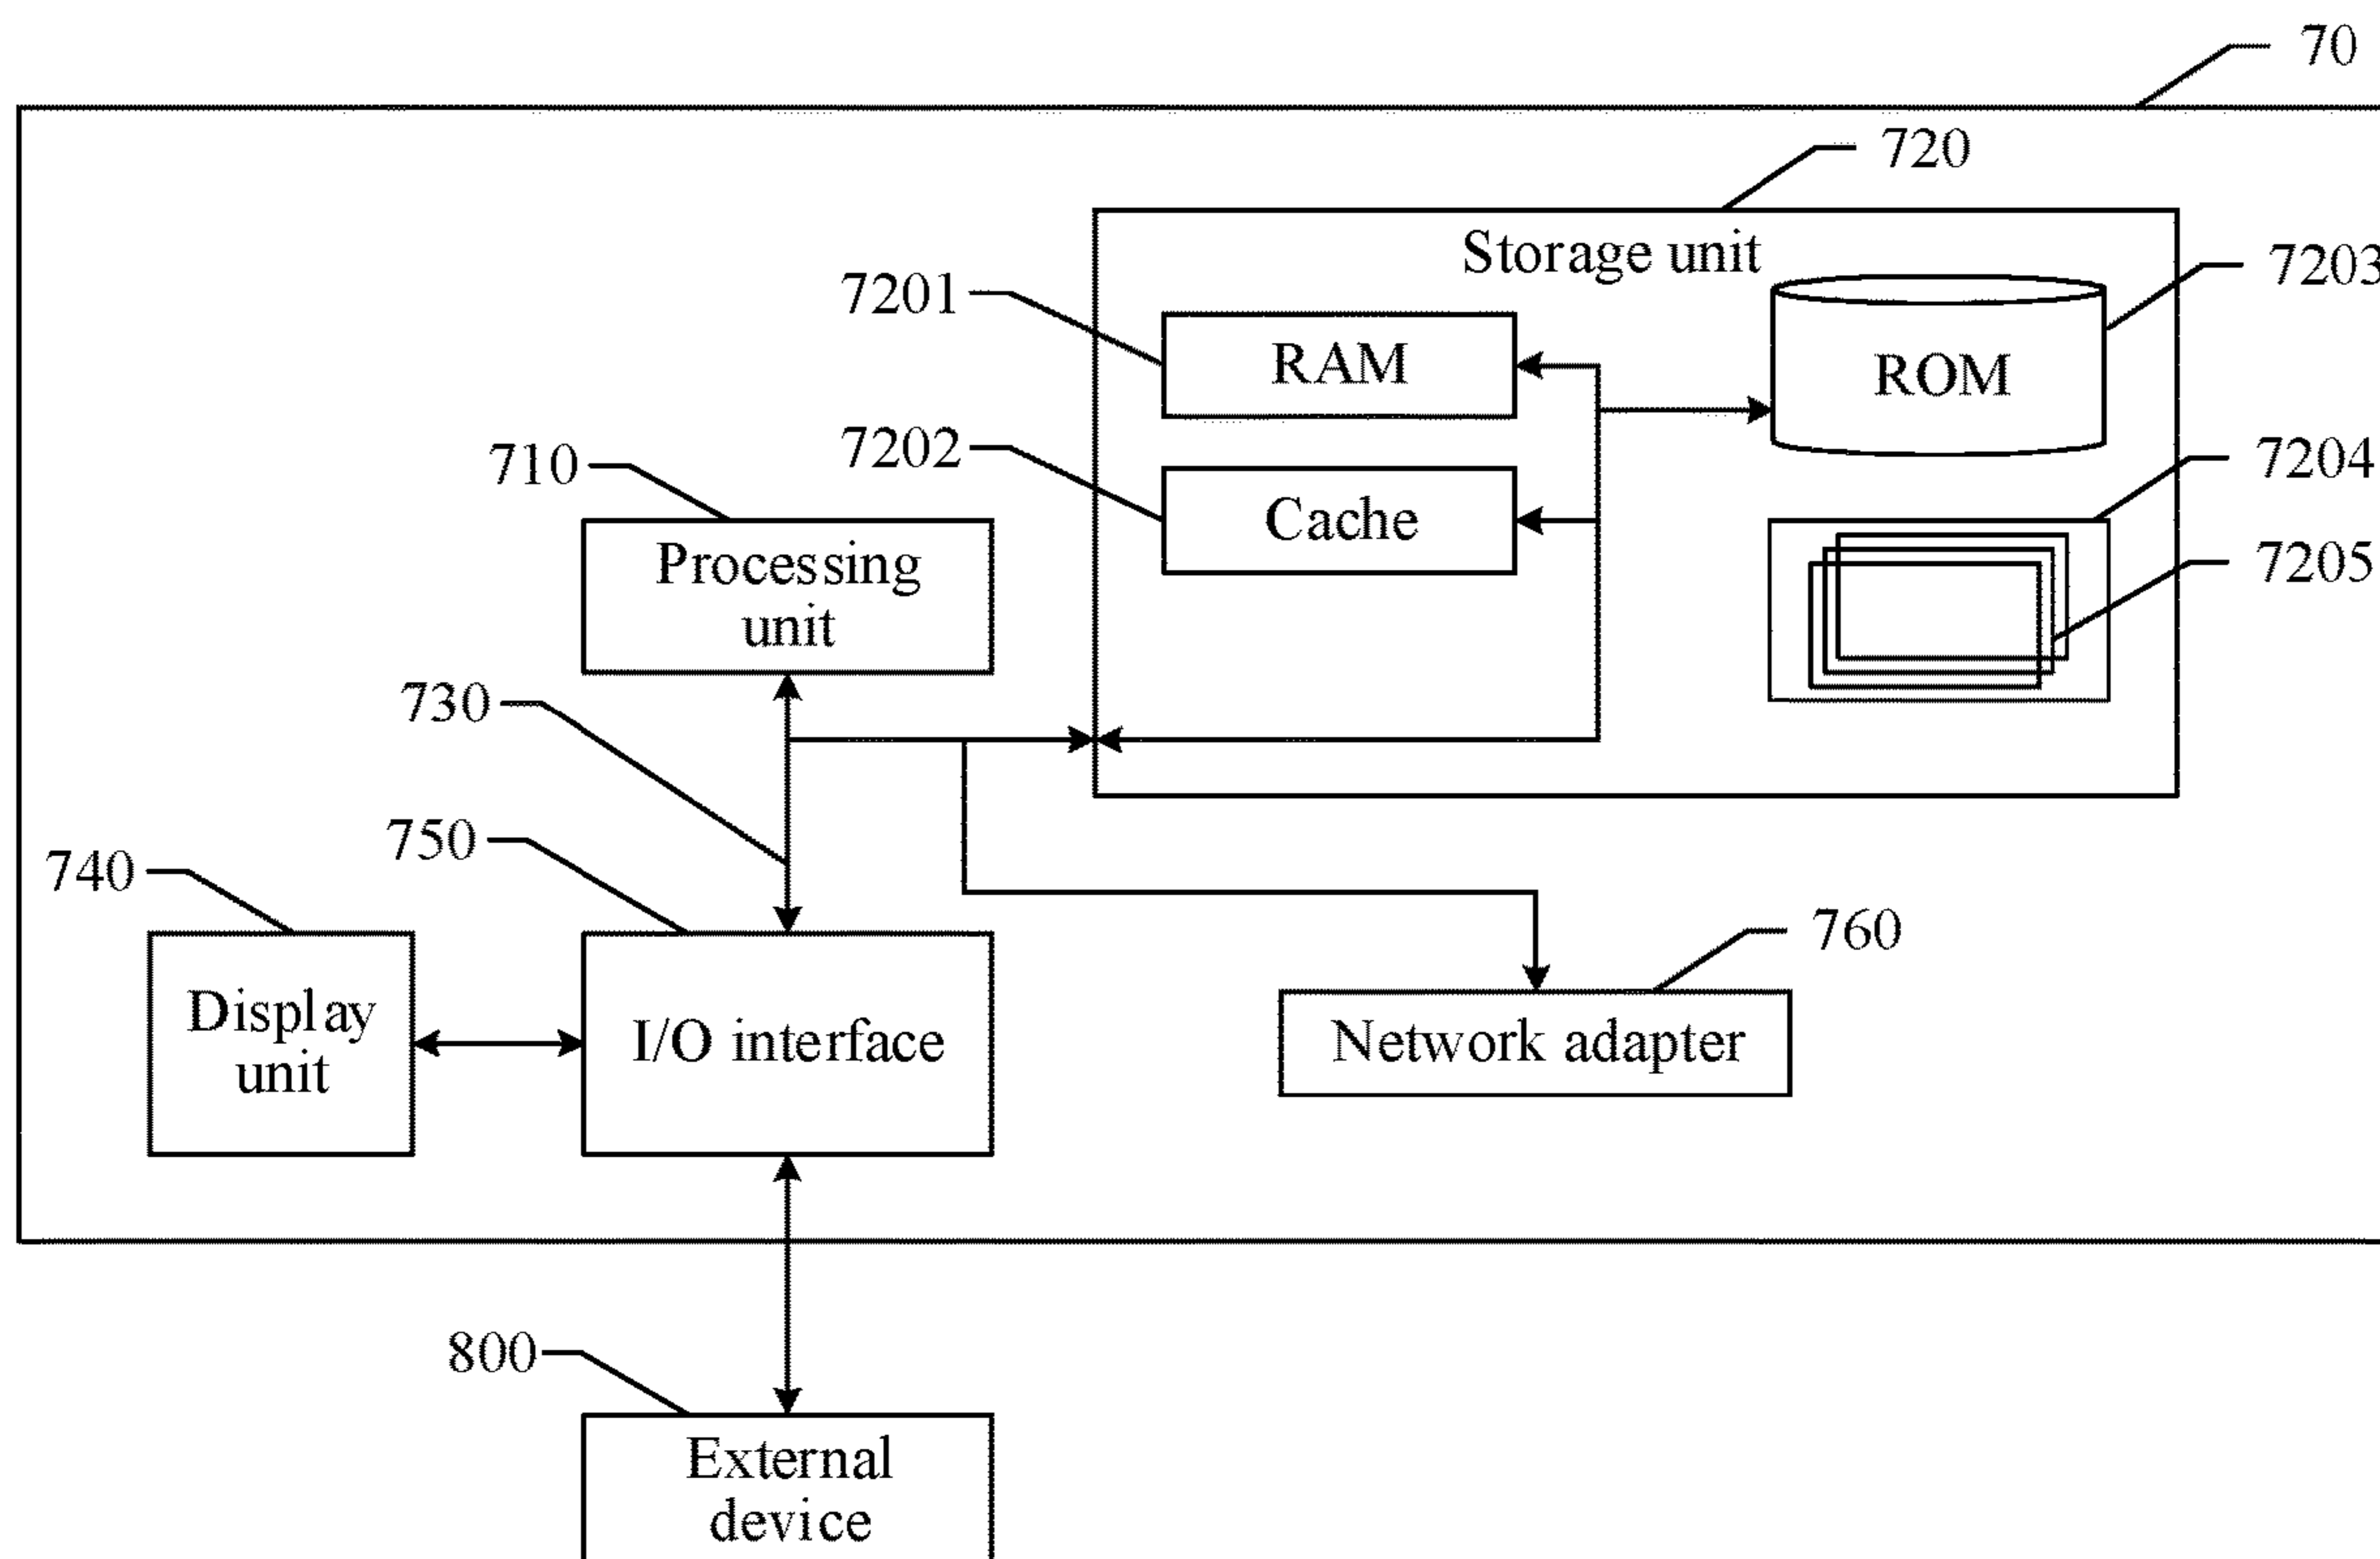 70
720
Storage unit
7203
7201
RAM
ROM
7202
7204
710
Cache
Processing
unit
7205
730
750
740
760
Display
unit
I/O interface
Network adapter
800
External
device